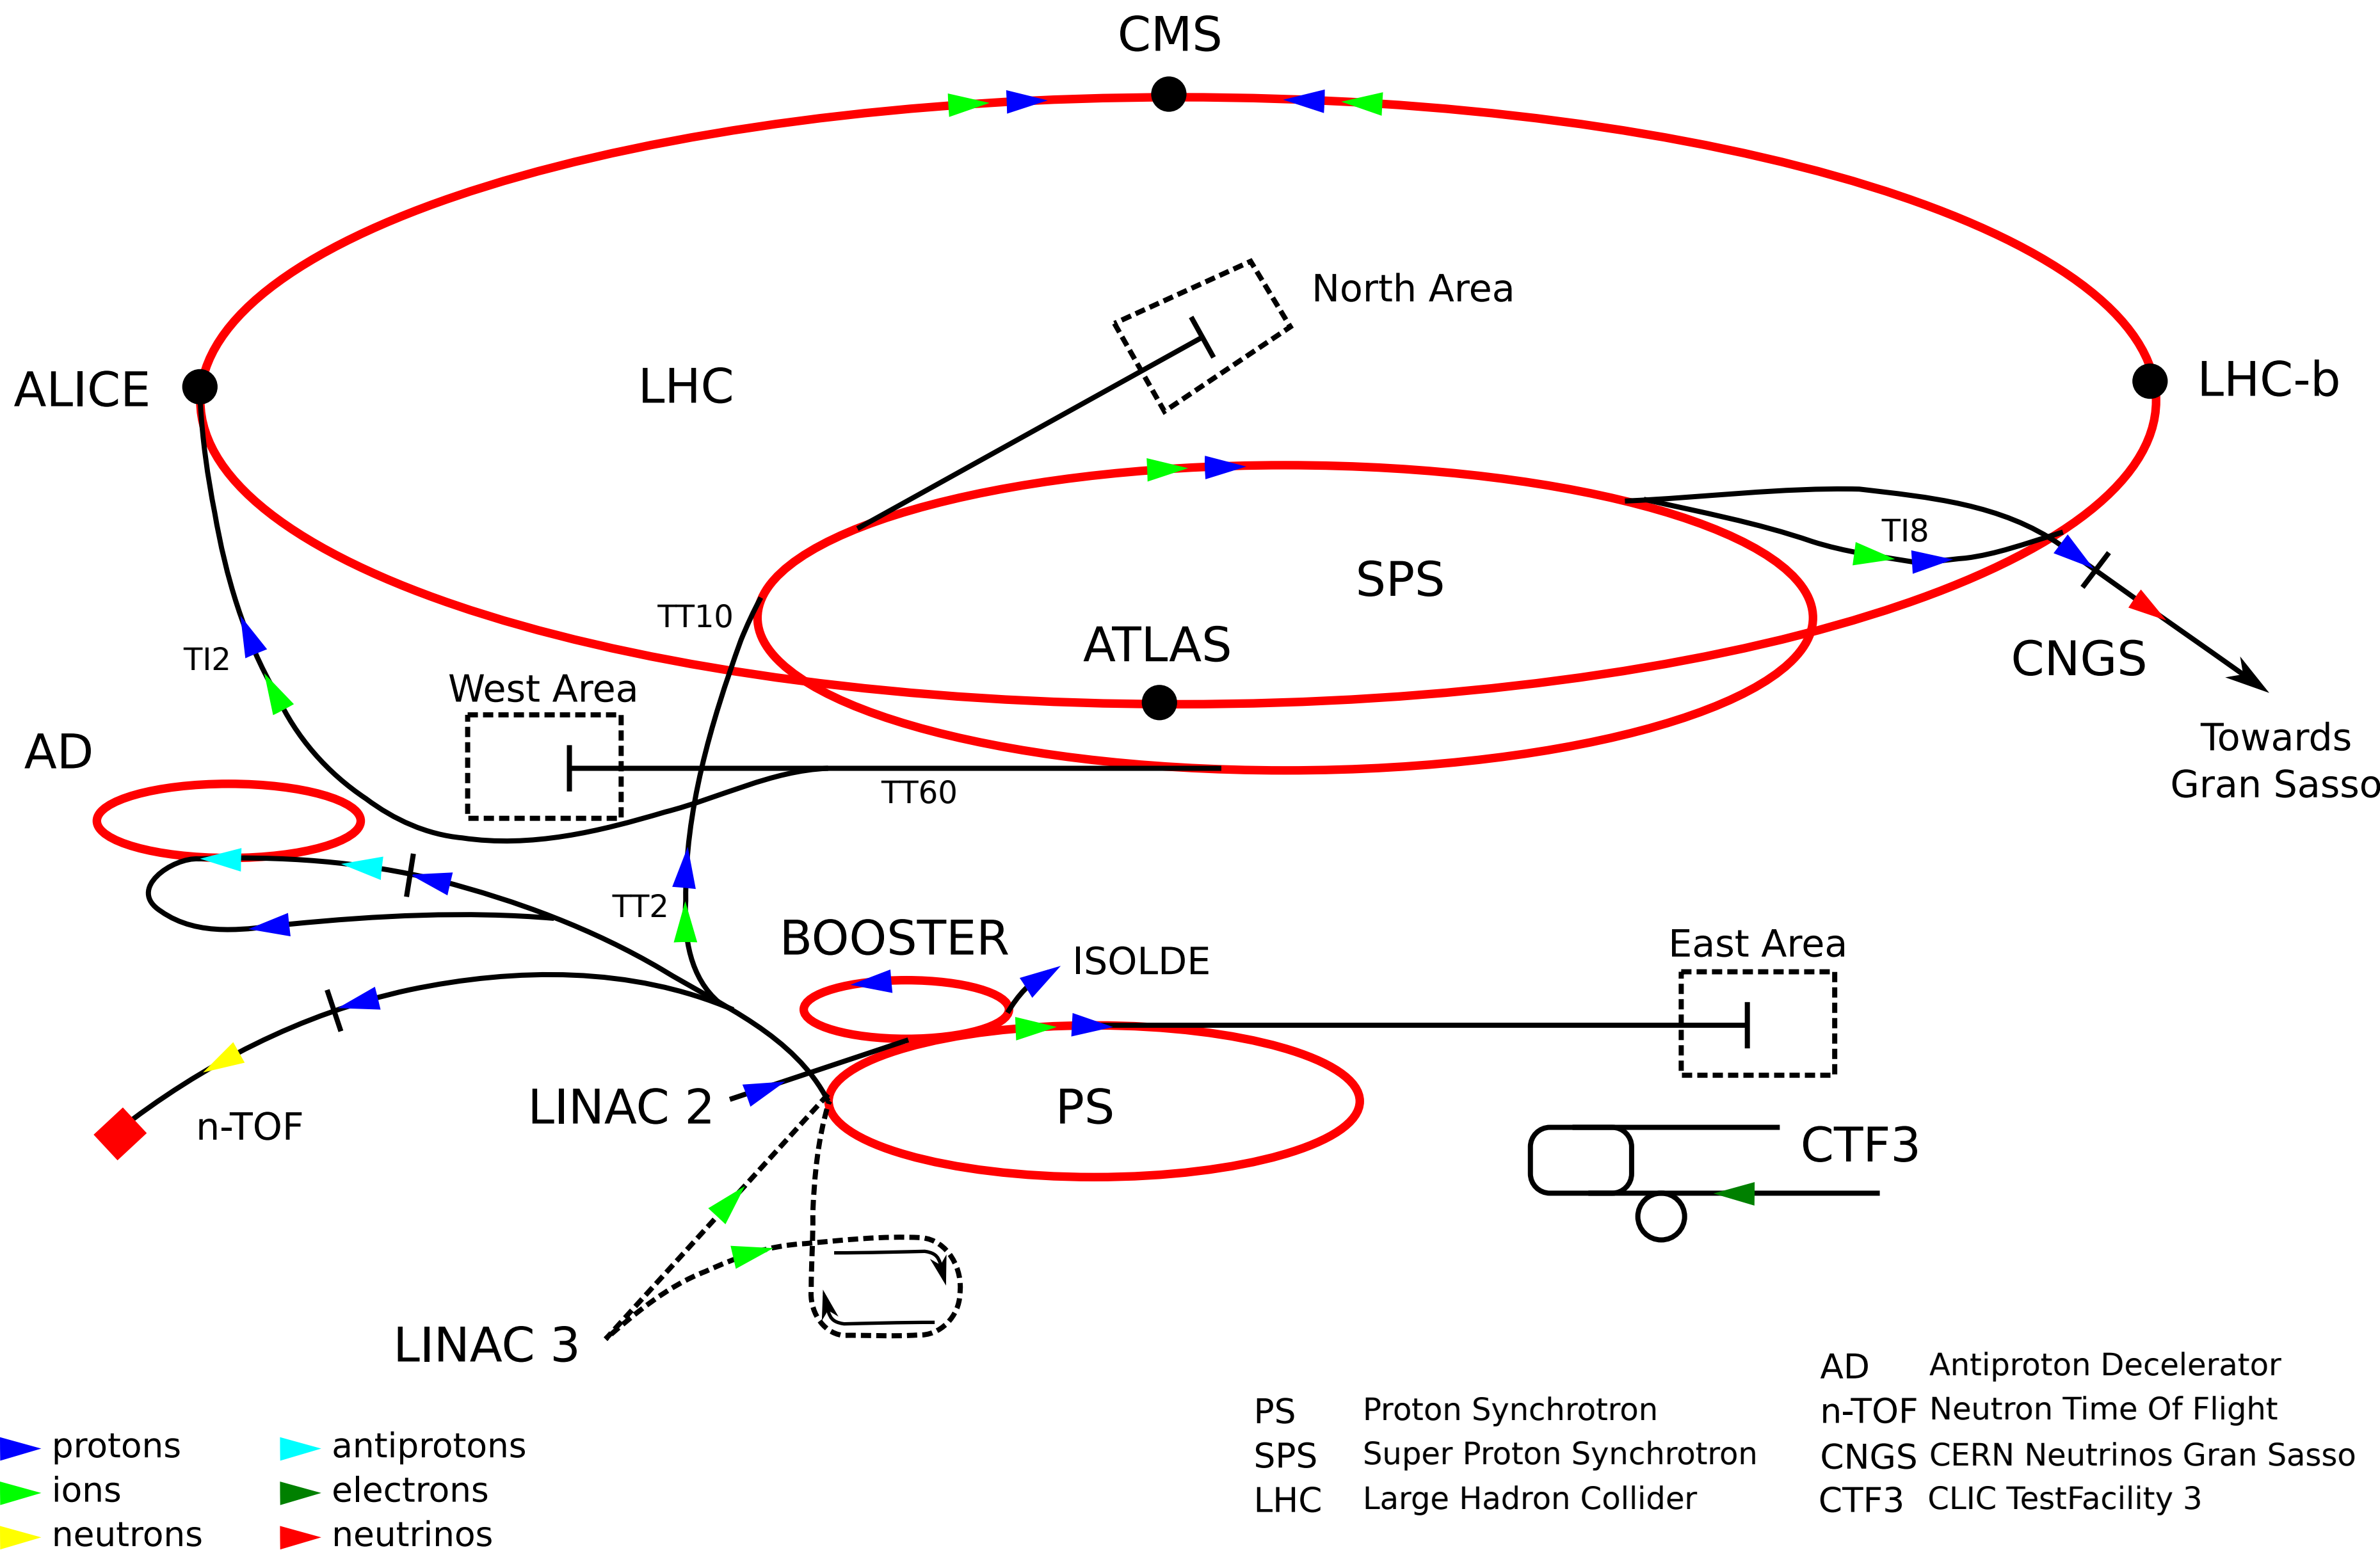 CMS
North Area
ALICE
LHC
LHC-b
TI8
SPS
TT10
ATLAS
TI2
CNGS
West Area
Towards
Gran Sasso
AD
TT60
TT2
BOOSTER
ISOLDE
East Area
LINAC 2
PS
n-TOF
CTF3
LINAC 3
protons
ions
neutrons
antiprotons
electrons
neutrinos
PS Proton Synchrotron
SPS Super Proton Synchrotron
LHC Large Hadron Collider
AD Antiproton Decelerator
n-TOF Neutron Time Of Flight
CNGS CERN Neutrinos Gran Sasso
CTF3 CLIC TestFacility 3